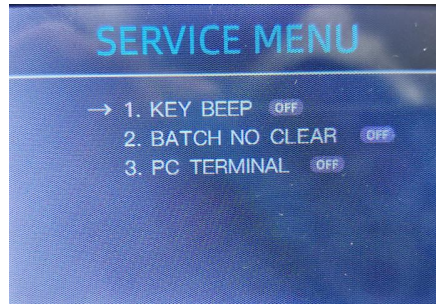 SERVICE MENU
→ 1. KEY BEEP OFF
2. BATCH NO CLEAR OFF
3. PC TERMINAL OFF